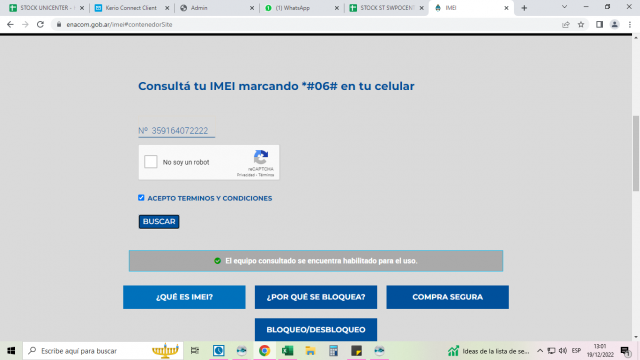 STOCK UNICENTER -
Kerio Connect Client
Admin
(1) WhatsApp
STOCK ST SWPOCENT
IMEI
enacom.gob.ar/imei#contenedorSite
Consultá tu IMEI marcando *#06# en tu celular
Nº 359164072222
No soy un robot
reCAPTCHA
Privacidad - Términos
ACEPTO TERMINOS Y CONDICIONES
BUSCAR
El equipo consultado se encuentra habilitado para el uso.
¿QUÉ ES IMEI?
¿POR QUÉ SE BLOQUEA?
COMPRA SEGURA
BLOQUEO/DESBLOQUEO
Escribe aquí para buscar
Ideas de la lista de se...
ESP
13:01
19/12/2022